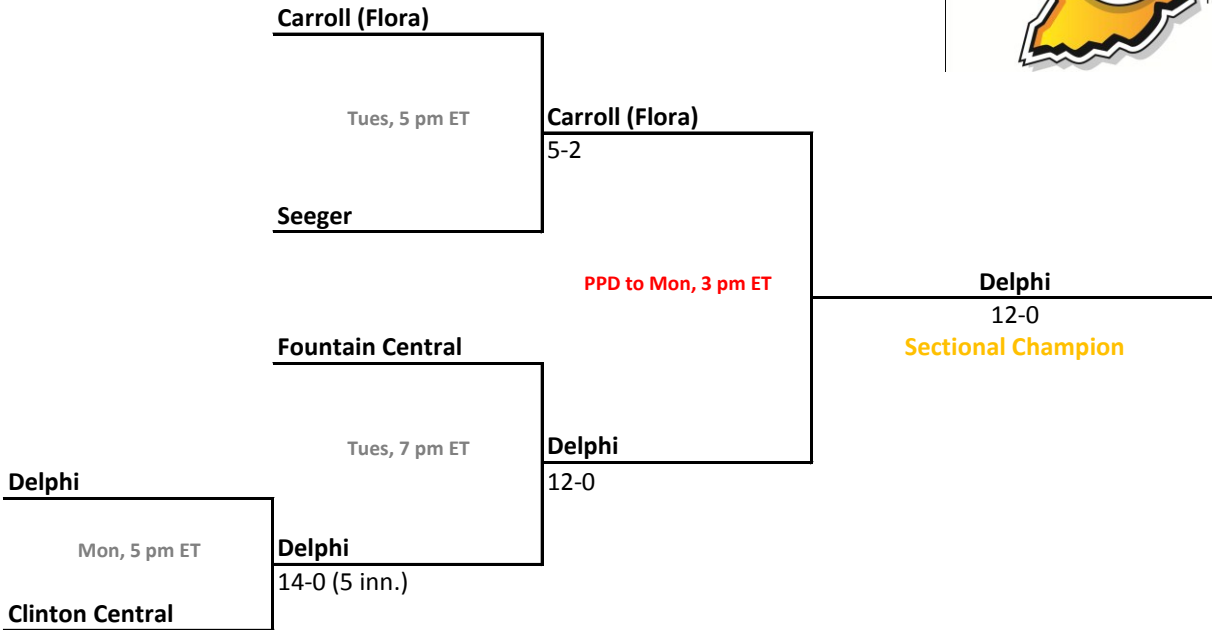 Carroll (Flora)
Tues, 5 pm ET
Carroll (Flora)
5-2
Seeger
PPD to Mon, 3 pm ET
Delphi
12-0
Sectional Champion
Fountain Central
Tues, 7 pm ET
Delphi
12-0
Delphi
Mon, 5 pm ET
Delphi
14-0 (5 inn.)
Clinton Central